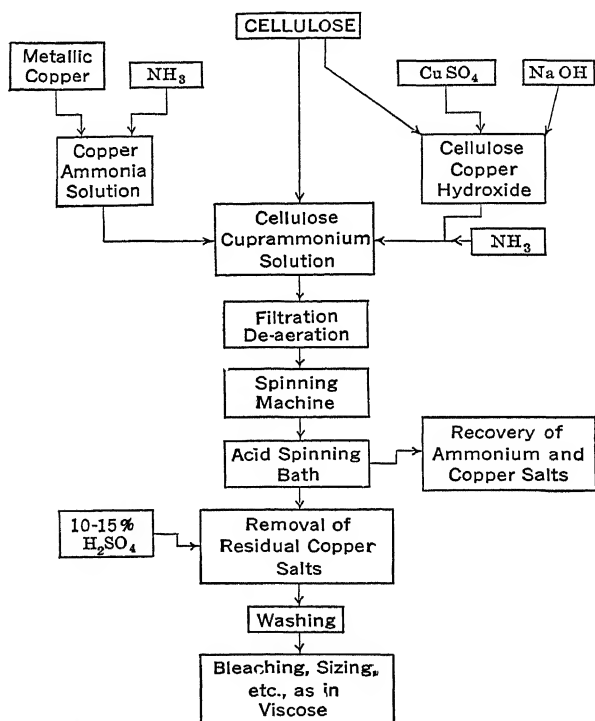 CELLULOSE
Metallic
Copper
NH₃
CuSO₄
NaOH
Copper
Ammonia
Solution
Cellulose
Copper
Hydroxide
Cellulose
Cuprammonium
Solution
NH₃
Filtration
De-aeration
Spinning
Machine
Acid Spinning
Bath
Recovery of
Ammonium and
Copper Salts
10-15%
H₂SO₄
Removal of
Residual Copper
Salts
Washing
Bleaching, Sizing,
etc., as in
Viscose